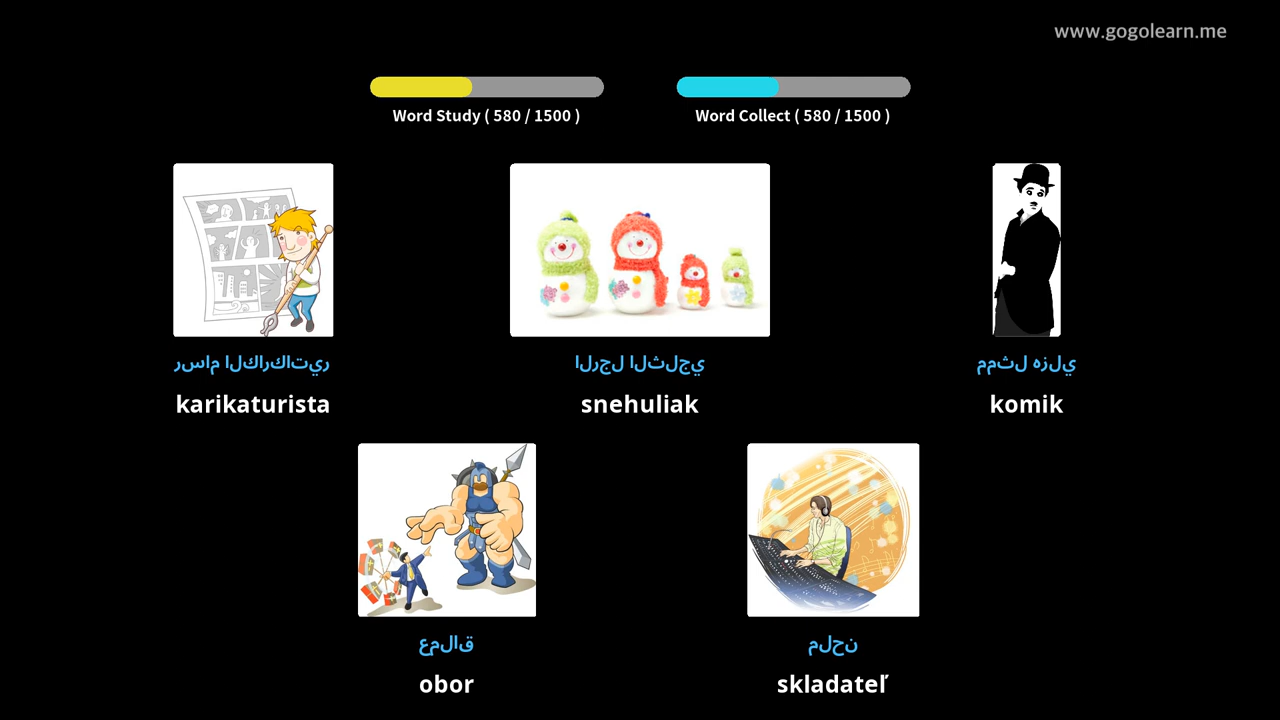 www.gogolearn.me
Word Study ( 580 / 1500 )
Word Collect ( 580 / 1500 )
رسام الكاركاتير
الرجل الثلجي
ممثل هزلي
karikaturista
snehuliak
komik
عملاق
ملحن
obor
skladateľ